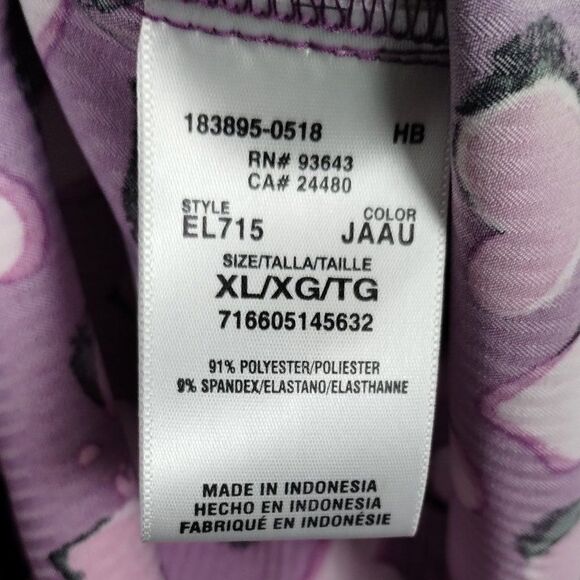 183895-0518 HB
RN# 93643
CA# 24480
STYLE COLOR
EL715 JAAU
SIZE/TALLA/TAILLE
XL/XG/TG
716605145632
91% POLYESTER/POLIESTER
9% SPANDEX/ELASTANO/ELASTHANNE
MADE IN INDONESIA
HECHO EN INDONESIA
FABRIQUÉ EN INDONÉSIE